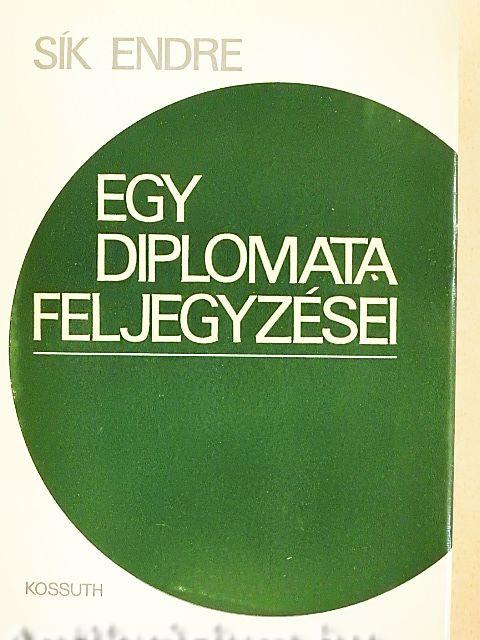 SÍK ENDRE
EGY
DIPLOMATA
FELJEGYZÉSEI
KOSSUTH